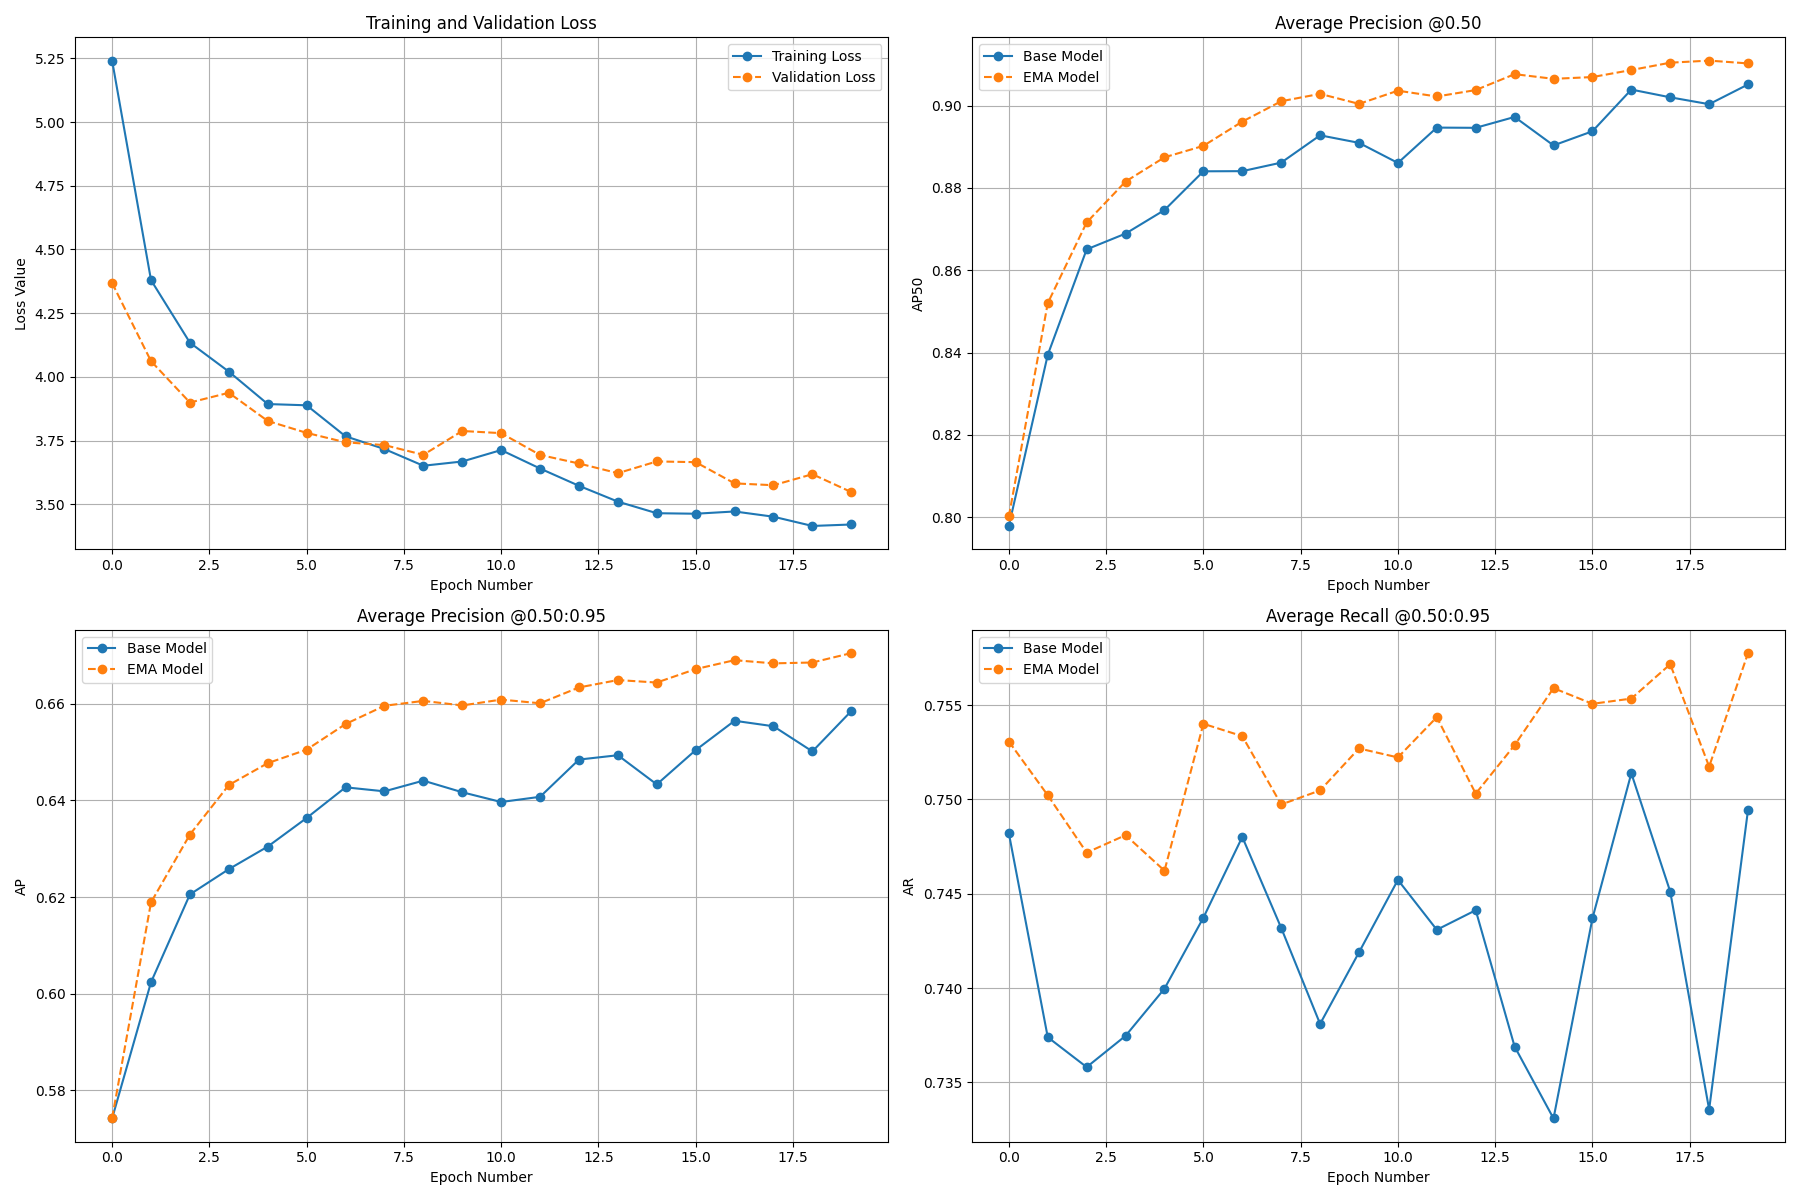 Training and Validation Loss
Training Loss
Validation Loss
5.25
5.00
4.75
4.50
4.25
4.00
3.75
3.50
Loss Value
0.0 2.5 5.0 7.5 10.0 12.5 15.0 17.5
Epoch Number
Average Precision @0.50
Base Model
EMA Model
0.90
0.88
0.86
0.84
0.82
0.80
AP50
0.0 2.5 5.0 7.5 10.0 12.5 15.0 17.5
Epoch Number
Average Precision @0.50:0.95
Base Model
EMA Model
0.66
0.64
0.62
0.60
0.58
AP
0.0 2.5 5.0 7.5 10.0 12.5 15.0 17.5
Epoch Number
Average Recall @0.50:0.95
Base Model
EMA Model
0.755
0.750
0.745
0.740
0.735
AR
0.0 2.5 5.0 7.5 10.0 12.5 15.0 17.5
Epoch Number